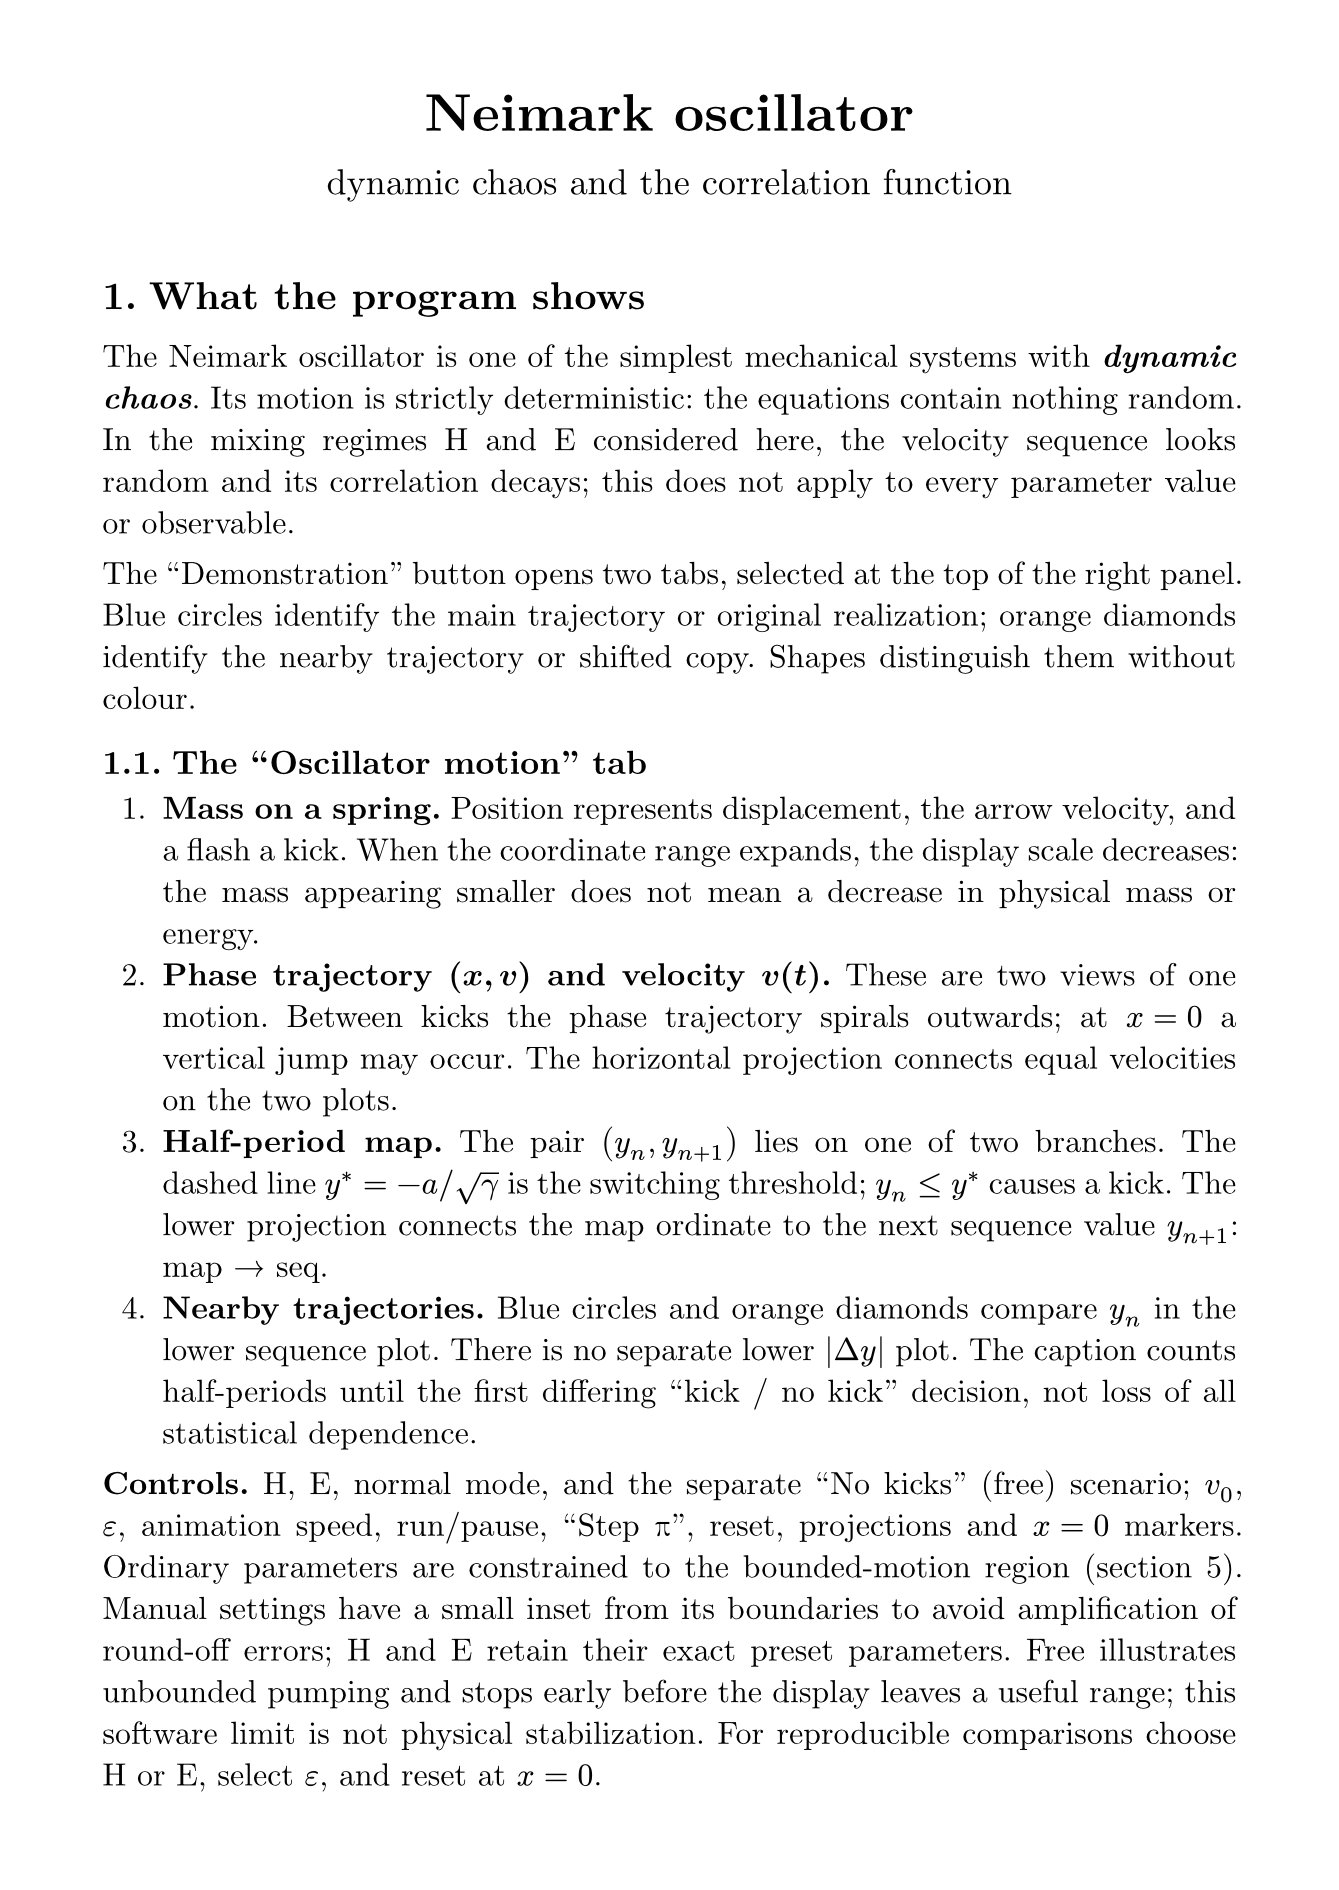 Neimark oscillator
dynamic chaos and the correlation function
1. What the program shows
The Neimark oscillator is one of the simplest mechanical systems with dynamic
chaos. Its motion is strictly deterministic: the equations contain nothing random.
In the mixing regimes H and E considered here, the velocity sequence looks
random and its correlation decays; this does not apply to every parameter value
or observable.
The “Demonstration” button opens two tabs, selected at the top of the right panel.
Blue circles identify the main trajectory or original realization; orange diamonds
identify the nearby trajectory or shifted copy. Shapes distinguish them without
colour.
1.1. The “Oscillator motion” tab
1. Mass on a spring. Position represents displacement, the arrow velocity, and
a flash a kick. When the coordinate range expands, the display scale decreases:
the mass appearing smaller does not mean a decrease in physical mass or
energy.
2. Phase trajectory (x, v) and velocity v(t). These are two views of one
motion. Between kicks the phase trajectory spirals outwards; at x = 0 a
vertical jump may occur. The horizontal projection connects equal velocities
on the two plots.
3. Half-period map. The pair (yₙ, yₙ₊₁) lies on one of two branches. The
dashed line y* = −a/√γ is the switching threshold; yₙ ≤ y* causes a kick. The
lower projection connects the map ordinate to the next sequence value yₙ₊₁:
map → seq.
4. Nearby trajectories. Blue circles and orange diamonds compare yₙ in the
lower sequence plot. There is no separate lower |Δy| plot. The caption counts
half-periods until the first differing “kick / no kick” decision, not loss of all
statistical dependence.
Controls. H, E, normal mode, and the separate “No kicks” (free) scenario; v₀,
ε, animation speed, run/pause, “Step π”, reset, projections and x = 0 markers.
Ordinary parameters are constrained to the bounded-motion region (section 5).
Manual settings have a small inset from its boundaries to avoid amplification of
round-off errors; H and E retain their exact preset parameters. Free illustrates
unbounded pumping and stops early before the display leaves a useful range; this
software limit is not physical stabilization. For reproducible comparisons choose
H or E, select ε, and reset at x = 0.